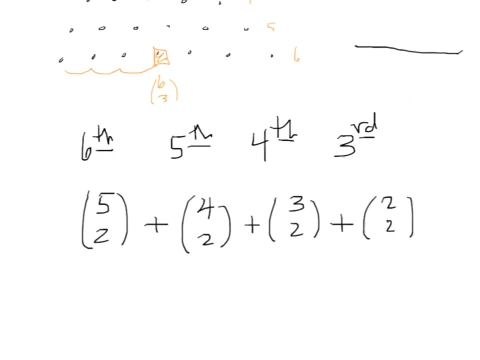 5
6
(6 3)
6th 5th 4th 3rd
(5 2) + (4 2) + (3 2) + (2 2)